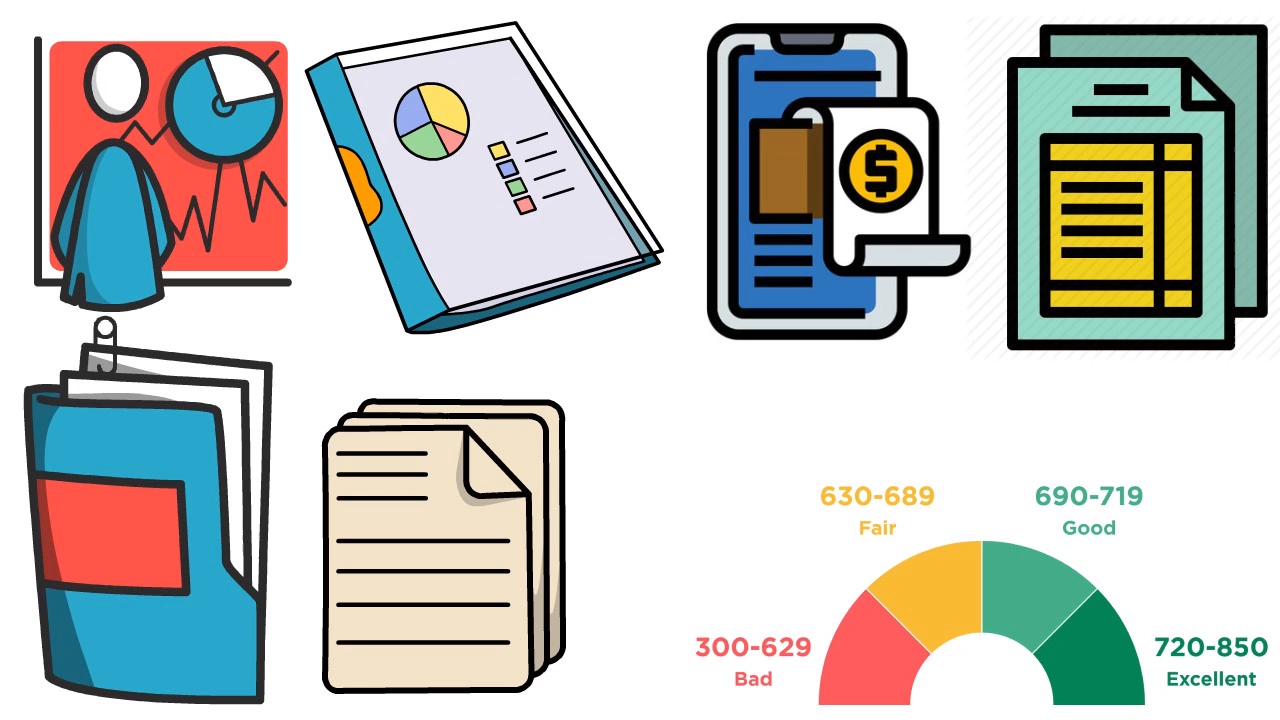 $
630-689
Fair
690-719
Good
300-629
Bad
720-850
Excellent